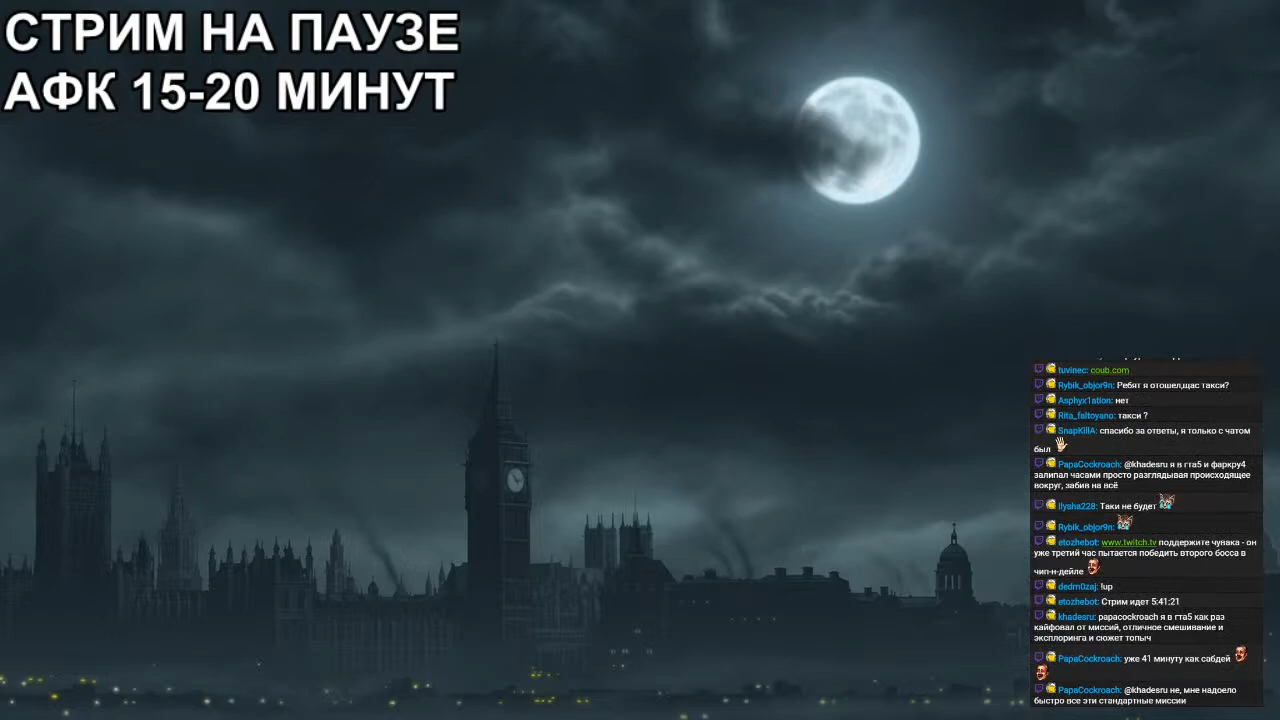 СТРИМ НА ПАУЗЕ
АФК 15-20 МИНУТ
tuvinec: coub.com
Rybik_objor9n: Ребят я отошел,щас такси?
Asphyx1ation: нет
Rita_faltoyano: такси ?
SnapKillA: спасибо за ответы, я только с чатом
был
PapaCockroach: @khadesru я в гта5 и фаркру4
залипал часами просто разглядывая происходящее
вокруг, забив на всё
Ilysha228: Таки не будет
Rybik_objor9n:
etozhebot: www.twitch.tv поддержите чувака - он
уже третий час пытается победить второго босса в
чип-н-дейле
dedm0zaj: !up
etozhebot: Стрим идет 5:41:21
khadesru: papacockroach я в гта5 как раз
кайфовал от миссий, отличное смешивание и
эксплоринга и сюжет топыч
PapaCockroach: уже 41 минуту как сабдей
PapaCockroach: @khadesru не, мне надоело
быстро все эти стандартные миссии